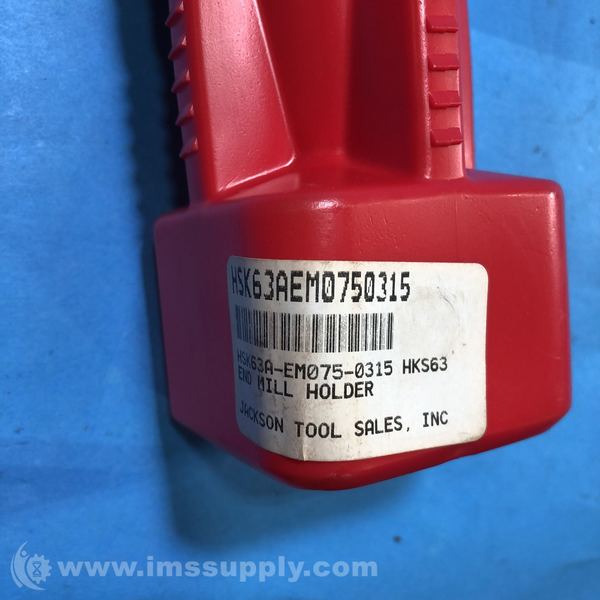 HSK63AEM0750315
HSK63A-EM075-0315 HKS63
END MILL HOLDER
JACKSON TOOL SALES, INC
www.imssupply.com